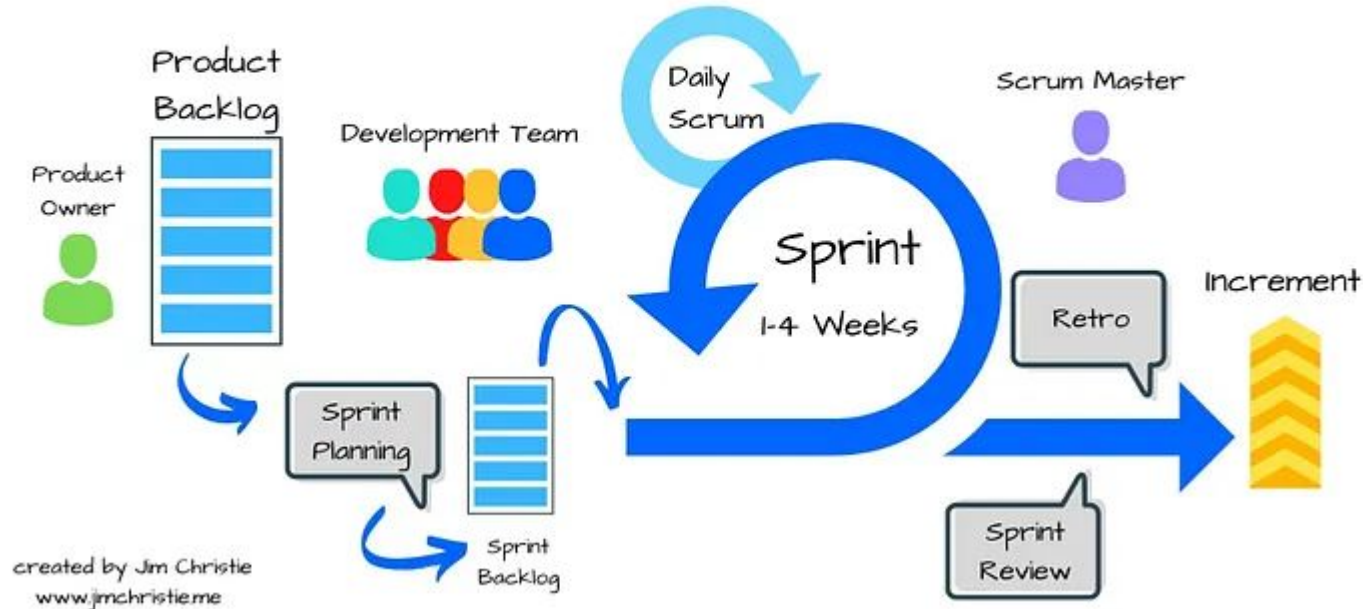 Product
Backlog
Product
Owner
Development Team
Daily
Scrum
Scrum Master
Sprint
1-4 Weeks
Retro
Increment
Sprint
Planning
Sprint
Backlog
Sprint
Review
created by Jim Christie
www.jimchristie.me